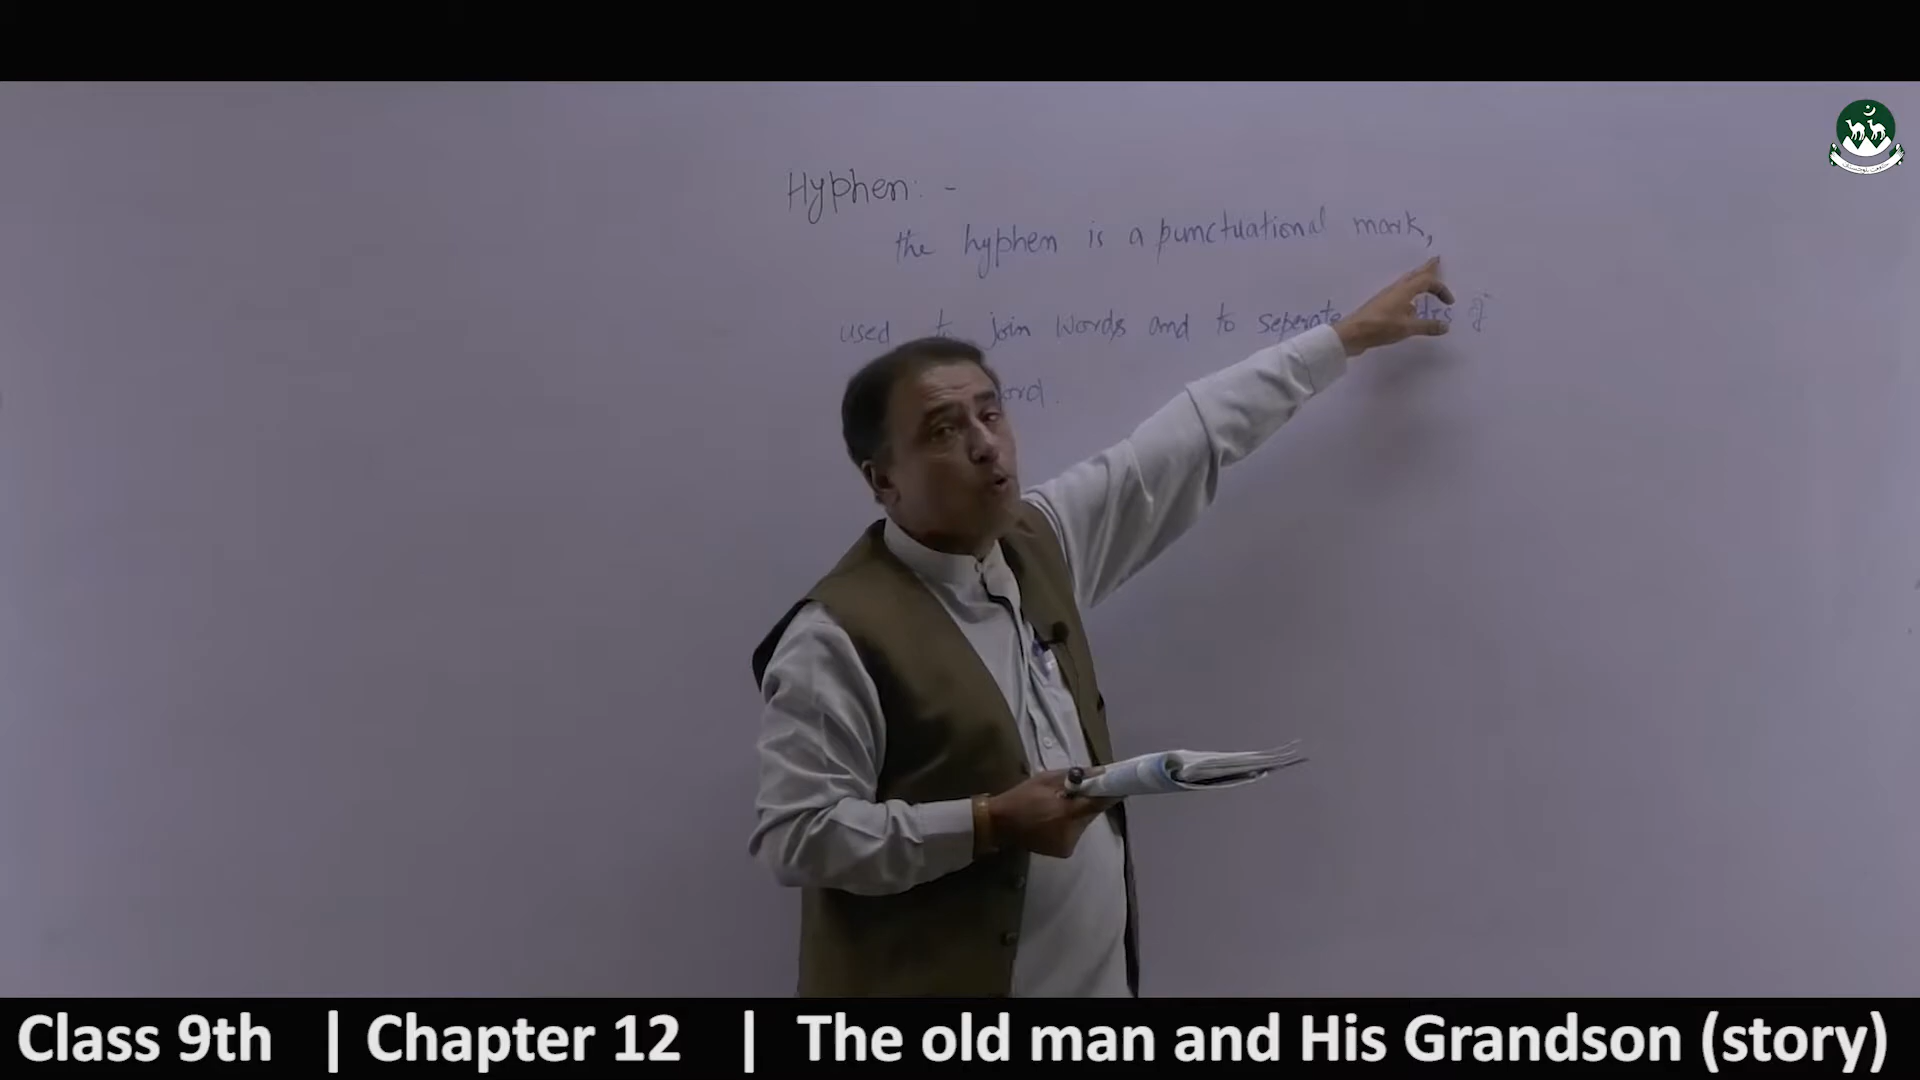 Hyphen: -
the hyphen is a punctuational mark,
used to join words and to seperate
word.
Class 9th | Chapter 12 | The old man and His Grandson (story)